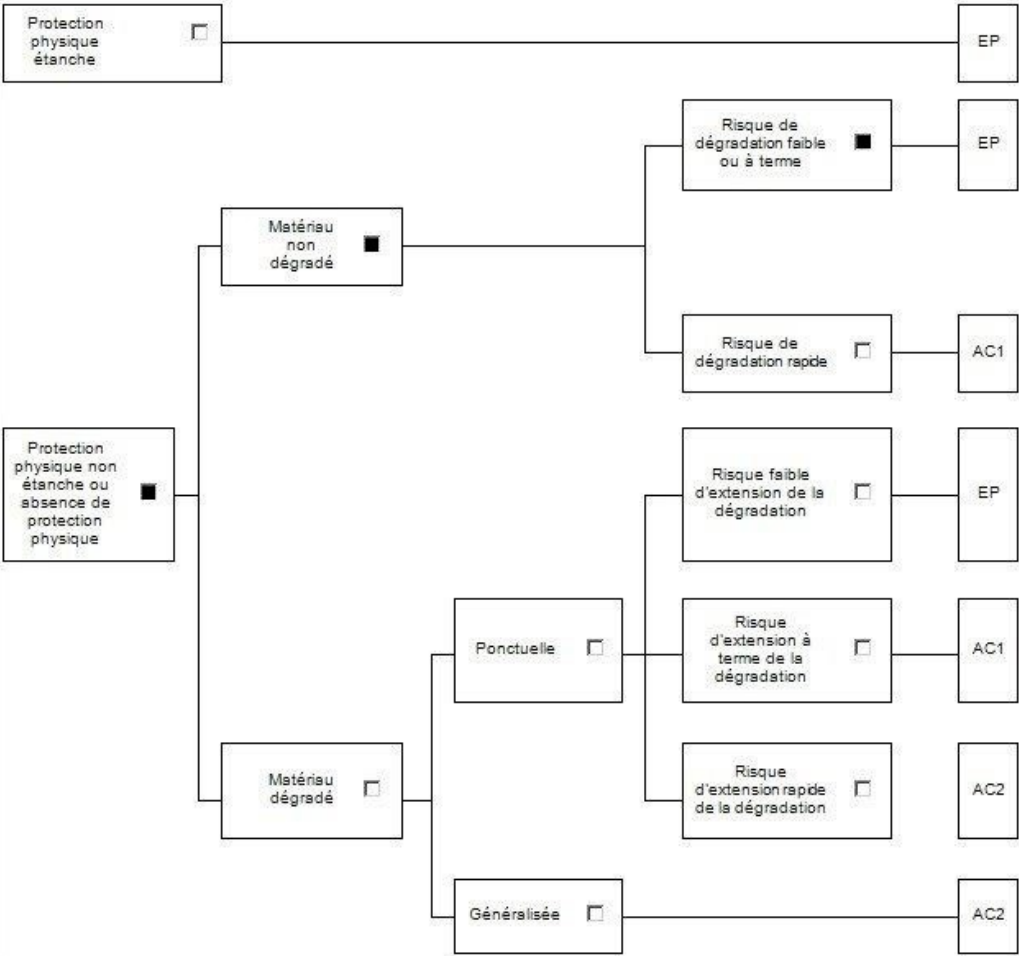 Protection
physique
étanche
EP
Risque de
dégradation faible
ou à terme
EP
Matériau
non
dégradé
Risque de
dégradation rapide
AC1
Protection
physique non
étanche ou
absence de
protection
physique
Risque faible
d'extension de la
dégradation
EP
Ponctuelle
Risque
d'extension à
terme de la
dégradation
AC1
Matériau
dégradé
Risque
d'extension rapide
de la dégradation
AC2
Généralisée
AC2